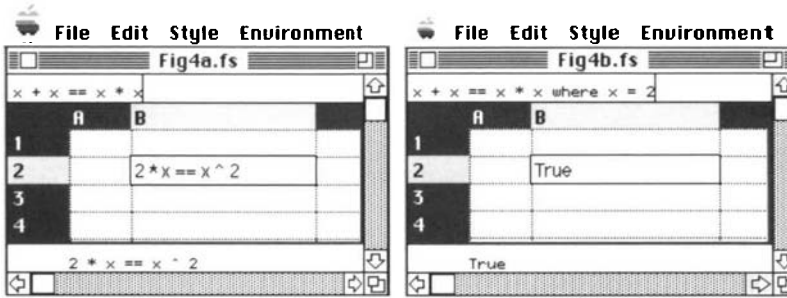 File Edit Style Environment
Fig4a.fs
x + x == x * x
A B
1
2 2*x==x^2
3
4
2 * x == x ^ 2
File Edit Style Environment
Fig4b.fs
x + x == x * x where x = 2
A B
1
2 True
3
4
True